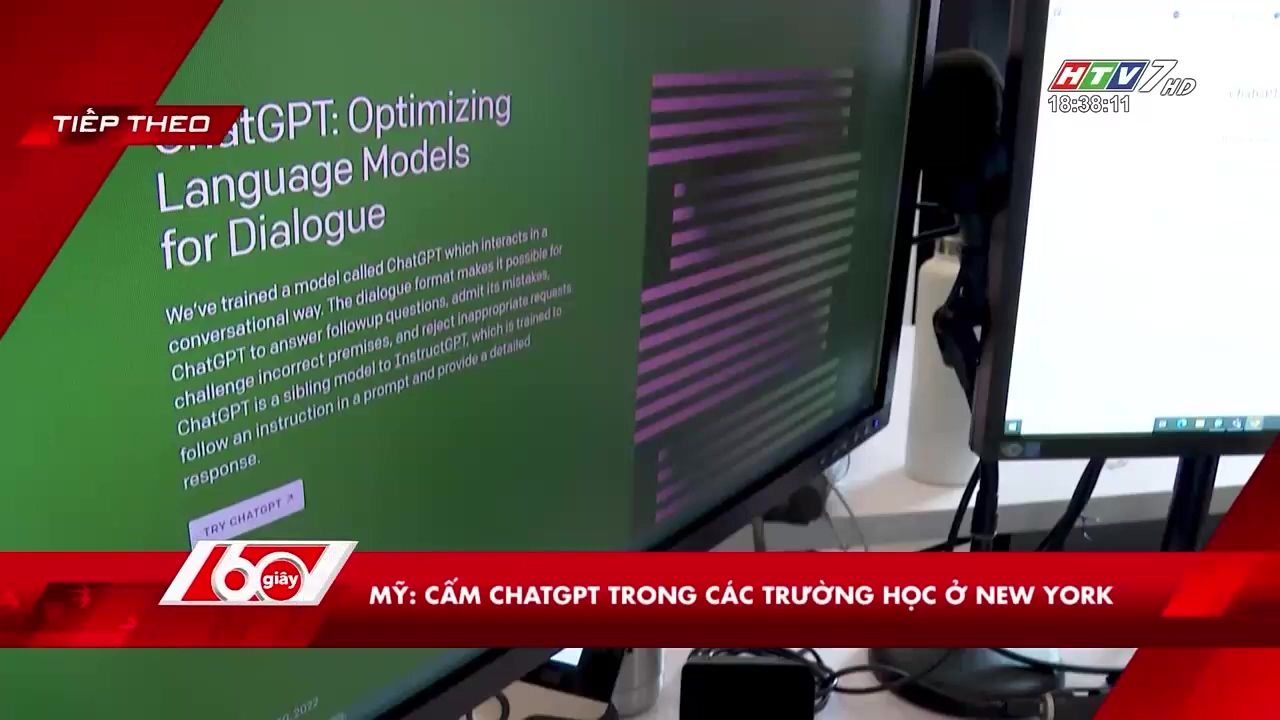 TIẾP THEO
HTV7 HD
18:38:11
ChatGPT: Optimizing
Language Models
for Dialogue
We've trained a model called ChatGPT which interacts in a
conversational way. The dialogue format makes it possible for
ChatGPT to answer followup questions, admit its mistakes,
challenge incorrect premises, and reject inappropriate requests.
ChatGPT is a sibling model to InstructGPT, which is trained to
follow an instruction in a prompt and provide a detailed
response.
TRY CHATGPT ↗
2022
60 giây
MỸ: CẤM CHATGPT TRONG CÁC TRƯỜNG HỌC Ở NEW YORK